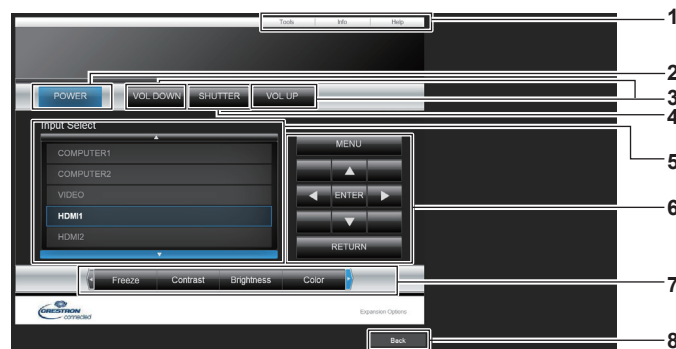 Tools Info Help
1
2
POWER VOL DOWN SHUTTER VOL UP
3
4
Input Select
MENU
COMPUTER1
5
COMPUTER2
ENTER
VIDEO
6
HDMI1
HDMI2
RETURN
Freeze Contrast Brightness Color
7
CRESTRON
connected
Expansion Options
Back
8